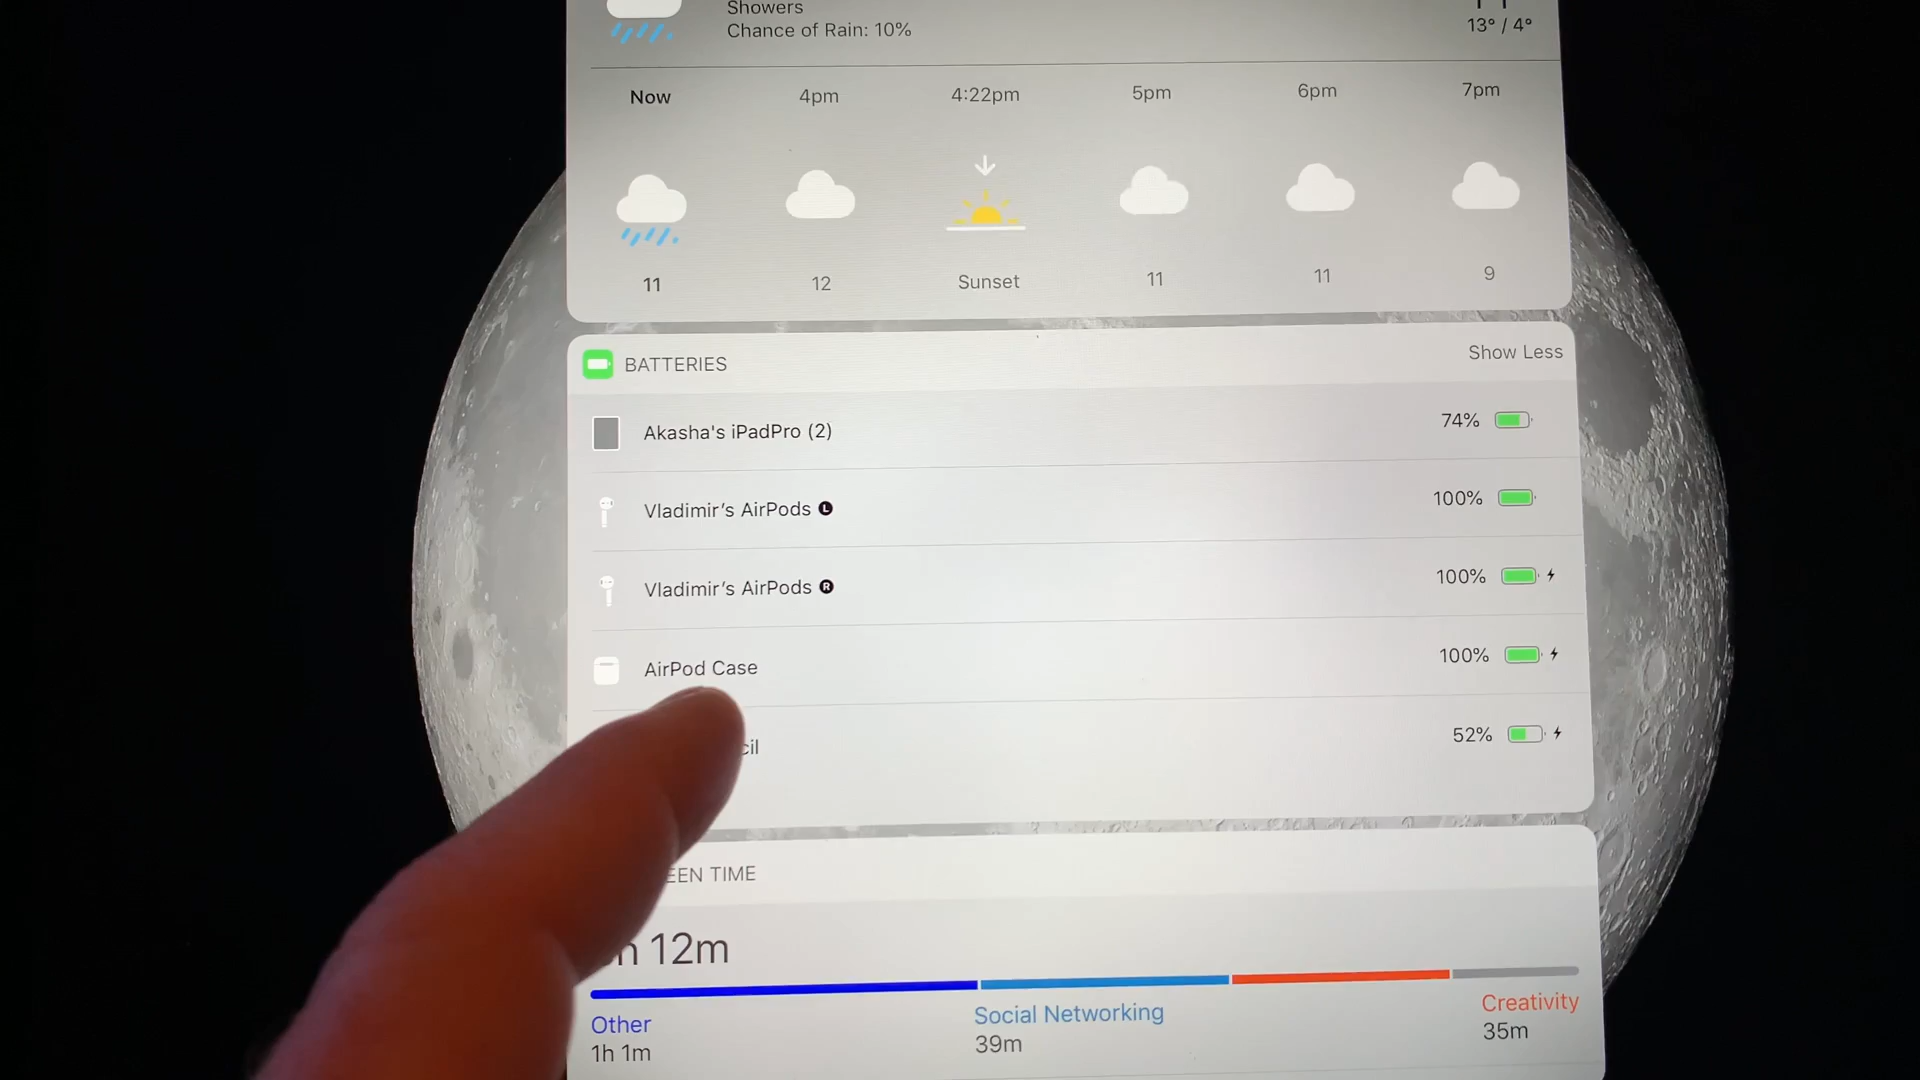 Showers
Chance of Rain: 10%
13° / 4°
Now 4pm 4:22pm 5pm 6pm 7pm
11 12 Sunset 11 11 9
BATTERIES Show Less
Akasha's iPadPro (2) 74%
Vladimir's AirPods L 100%
Vladimir's AirPods R 100%
AirPod Case 100%
52%
TIME
12m
Other Social Networking Creativity
1h 1m 39m 35m